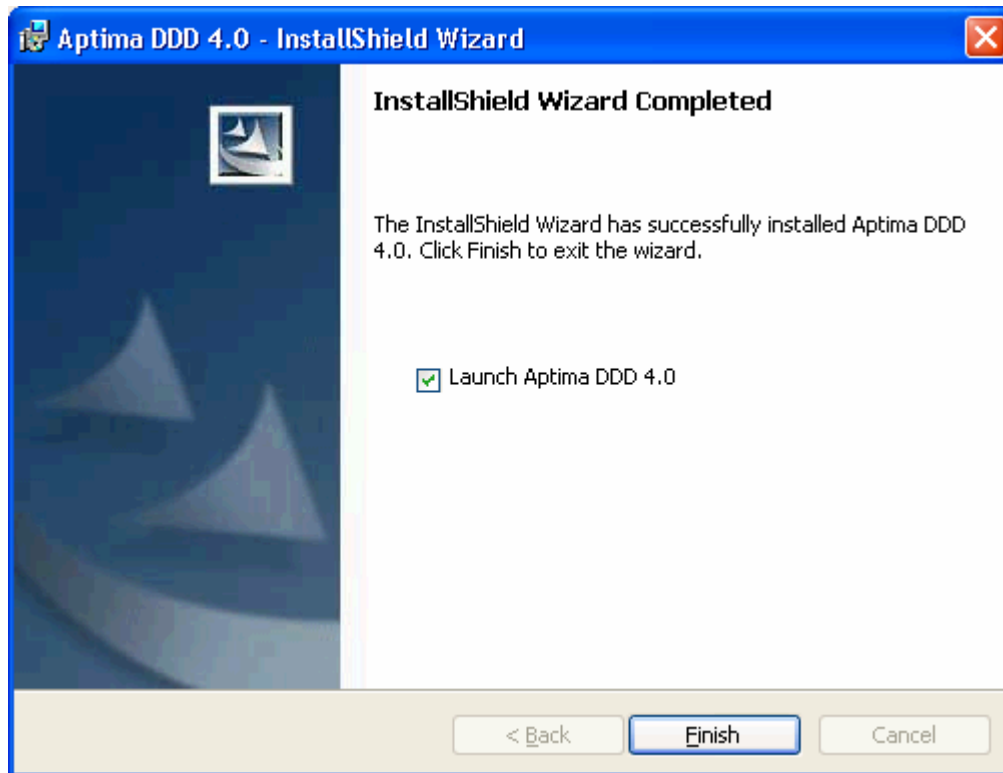 Aptima DDD 4.0 - InstallShield Wizard
InstallShield Wizard Completed
The InstallShield Wizard has successfully installed Aptima DDD
4.0. Click Finish to exit the wizard.
Launch Aptima DDD 4.0
< Back
Finish
Cancel